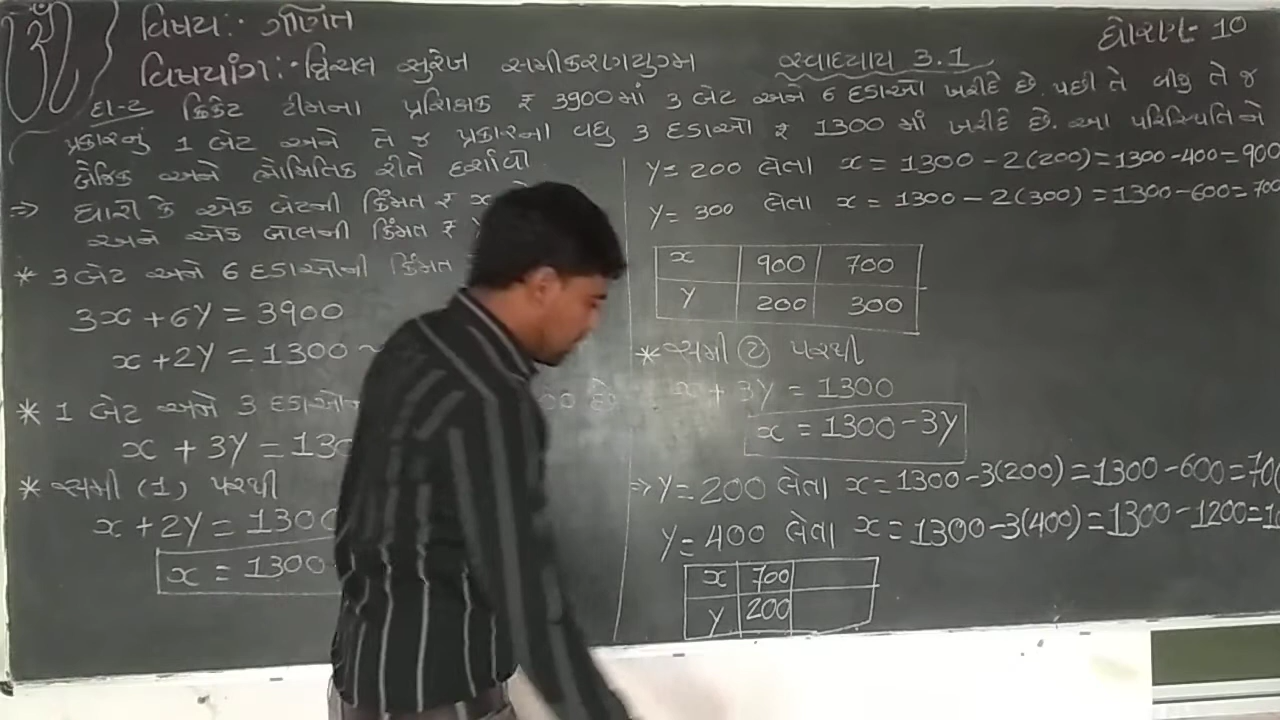 ૐ
વિષય:- ગણિત
ધોરણ- 10
વિષયાંગ:- દ્વિચલ સુરેખ સમીકરણયુગ્મ
સ્વાધ્યાય 3.1
દા-ર ક્રિકેટ ટીમના પ્રશિક્ષક ₹ 3900માં 3 બેટ અને 6 દડાઓ ખરીદે છે. પછી તે બીજુ તે જ
પ્રકારનું 1 બેટ અને તે જ પ્રકારના વધુ 3 દડાઓ ₹ 1300 માં ખરીદે છે. આ પરિસ્થિતિને
બૈજિક અને ભૌમિતિક રીતે દર્શાવો
⇒ ધારો કે એક બેટની કિંમત ₹ x
અને એક બોલની કિંમત ₹
* 3 બેટ અને 6 દડાઓની કિંમત
3x + 6y = 3900
x + 2y = 1300
* 1 બેટ અને 3 દડાઓ 00 છે
x + 3y = 130
* સમી (1) પરથી
x + 2y = 1300
x = 1300
y = 200 લેતા x = 1300 - 2(200) = 1300 - 400 = 900
y = 300 લેતા x = 1300 - 2(300) = 1300 - 600 = 700
x 900 700
y 200 300
* સમી ② પરથી
x + 3y = 1300
x = 1300 - 3y
⇒ y = 200 લેતા x = 1300 - 3(200) = 1300 - 600 = 70
y = 400 લેતા x = 1300 - 3(400) = 1300 - 1200 = 1
x 700
y 200